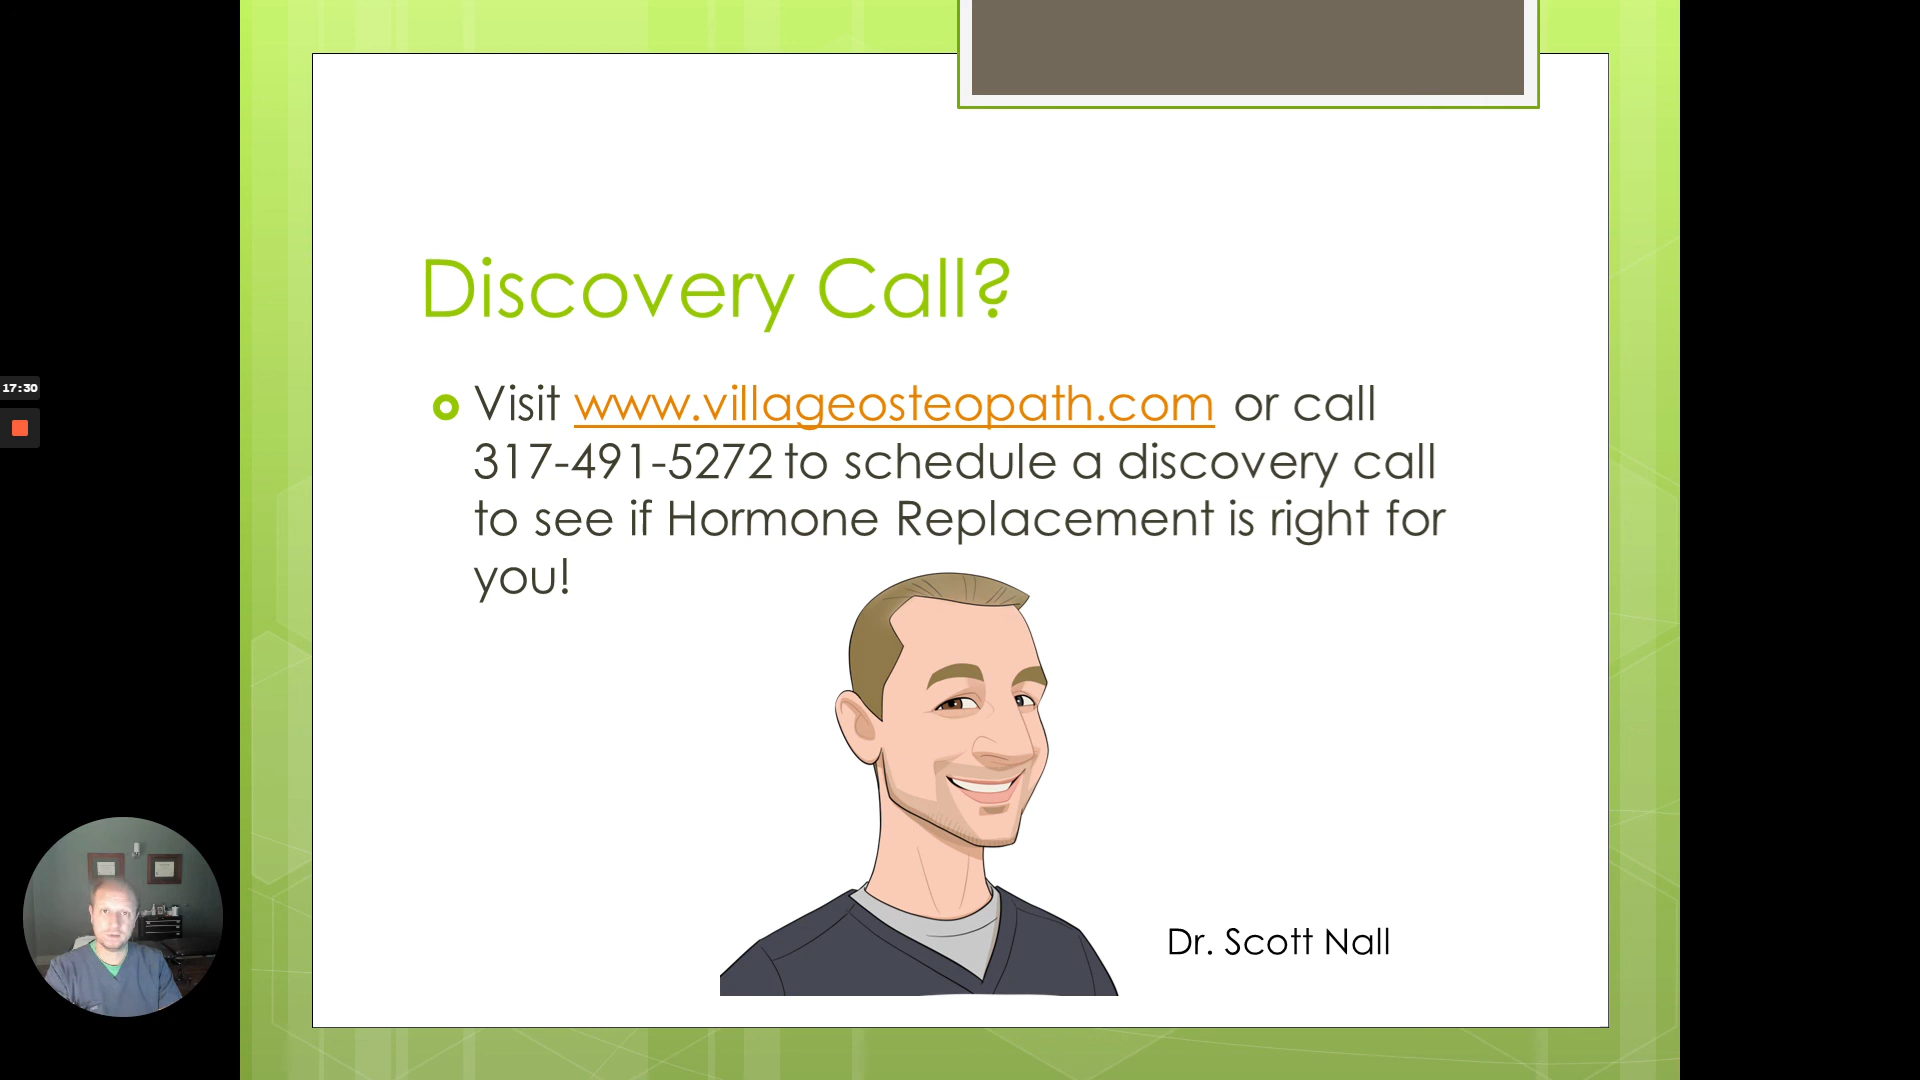 Discovery Call?
Visit www.villageosteopath.com or call
317-491-5272 to schedule a discovery call
to see if Hormone Replacement is right for
you!
17:30
Dr. Scott Nall